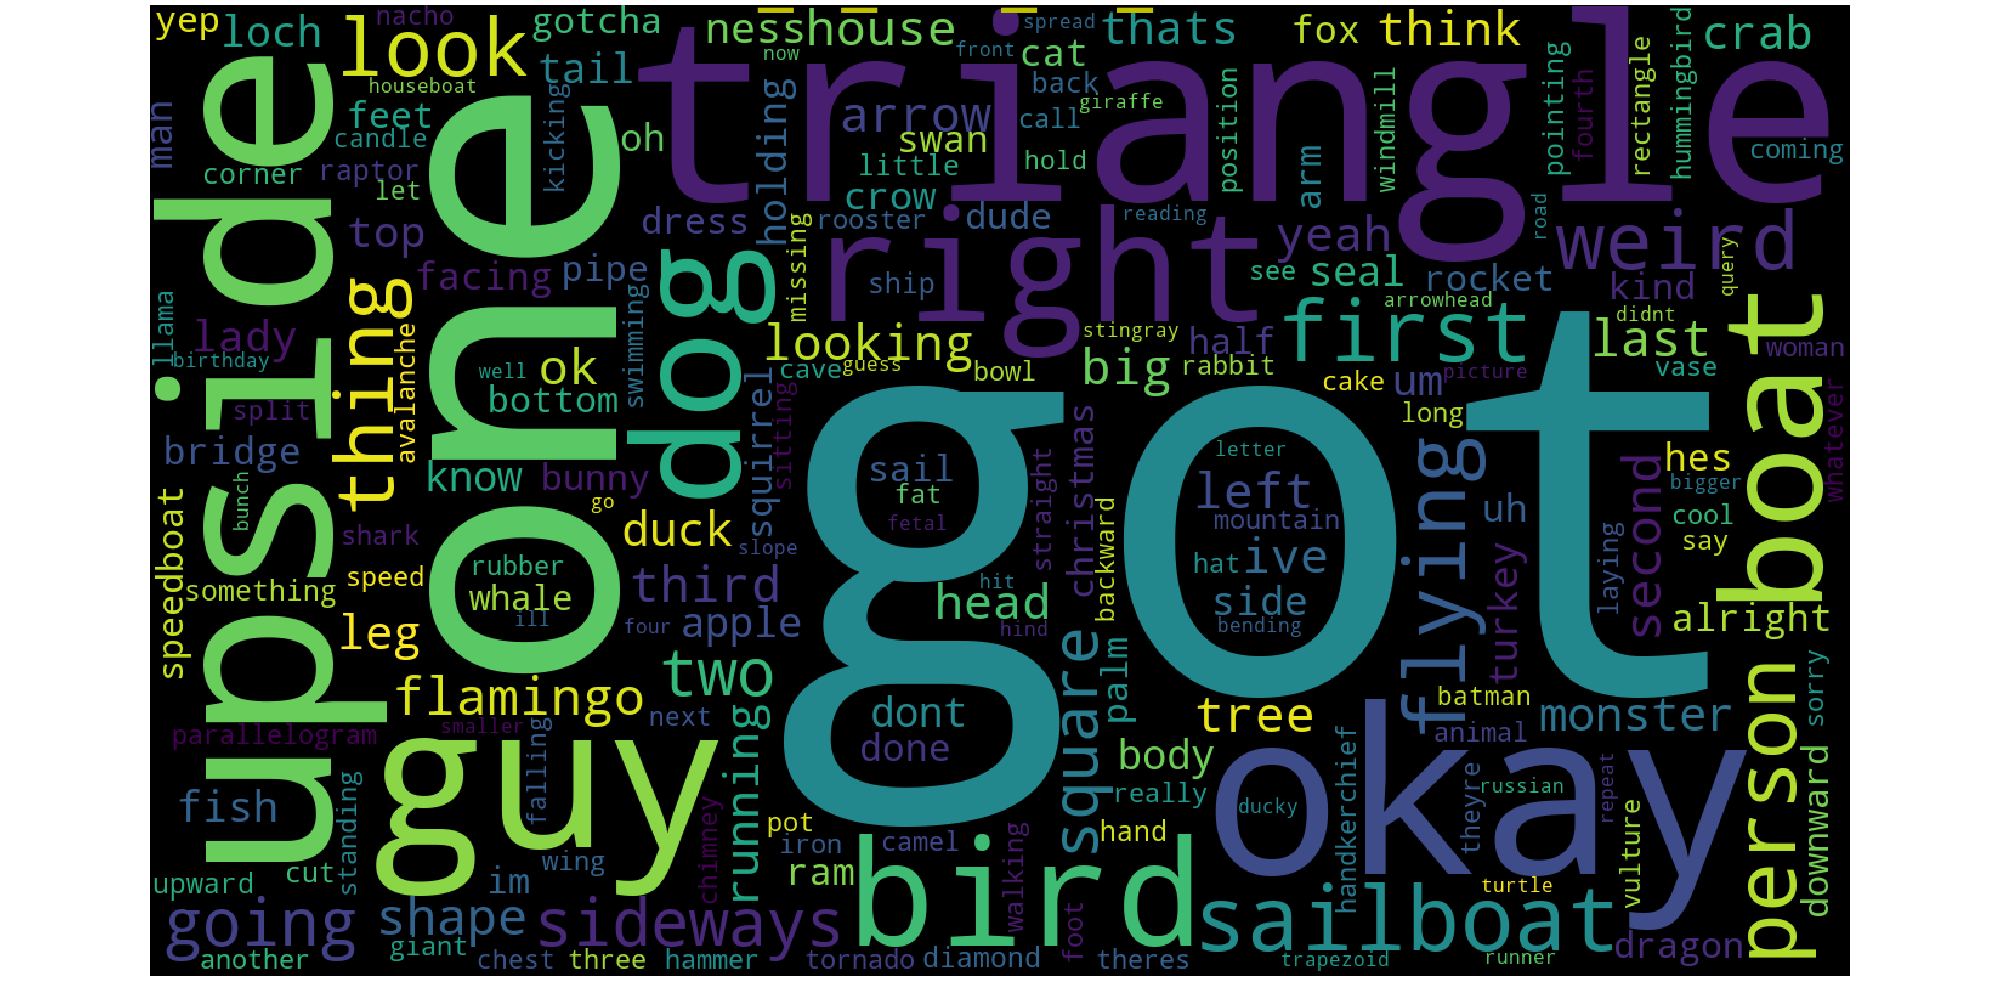 yep
loch
nacho
look
gotcha
ness
house
now
front
spread
thats
fox
think
hummingbird
crab
man
upside
houseboat
feet
candle
corner
raptor
let
one
tail
kicking
oh
triangle
cat
back
giraffe
call
arrow
swan
little
hold
crow
holding
position
arm
windmill
pointing
fourth
rectangle
coming
top
facing
pipe
dress
rooster
dude
reading
road
right
yeah
weird
see
seal
rocket
kind
query
ship
missing
dog
swimming
thing
avalanche
lady
llama
birthday
split
bridge
well
ok
bottom
looking
cave
guess
bowl
stingray
big
half
rabbit
arrowhead
first
didnt
last
woman
vase
boat
cake
um
picture
long
whatever
know
bunny
squirrel
sitting
go
bunch
shark
speedboat
something
speed
rubber
whale
ill
duck
slope
third
four
apple
leg
got
sail
fat
fetal
straight
christmas
backward
head
hit
hind
letter
left
mountain
hat
ive
side
bending
flying
uh
turkey
laying
second
hes
bigger
cool
say
alright
flamingo
two
next
smaller
parallelogram
dont
done
square
palm
tree
batman
animal
monster
person
sorry
downward
guy
falling
running
chimney
fish
standing
body
really
hand
okay
ducky
handkerchief
theyre
russian
repeat
vulture
pot
iron
ram
camel
bird
walking
foot
wing
im
cut
upward
going
shape
sideways
giant
another
chest
three
hammer
tornado
diamond
theres
sailboat
turtle
trapezoid
runner
dragon